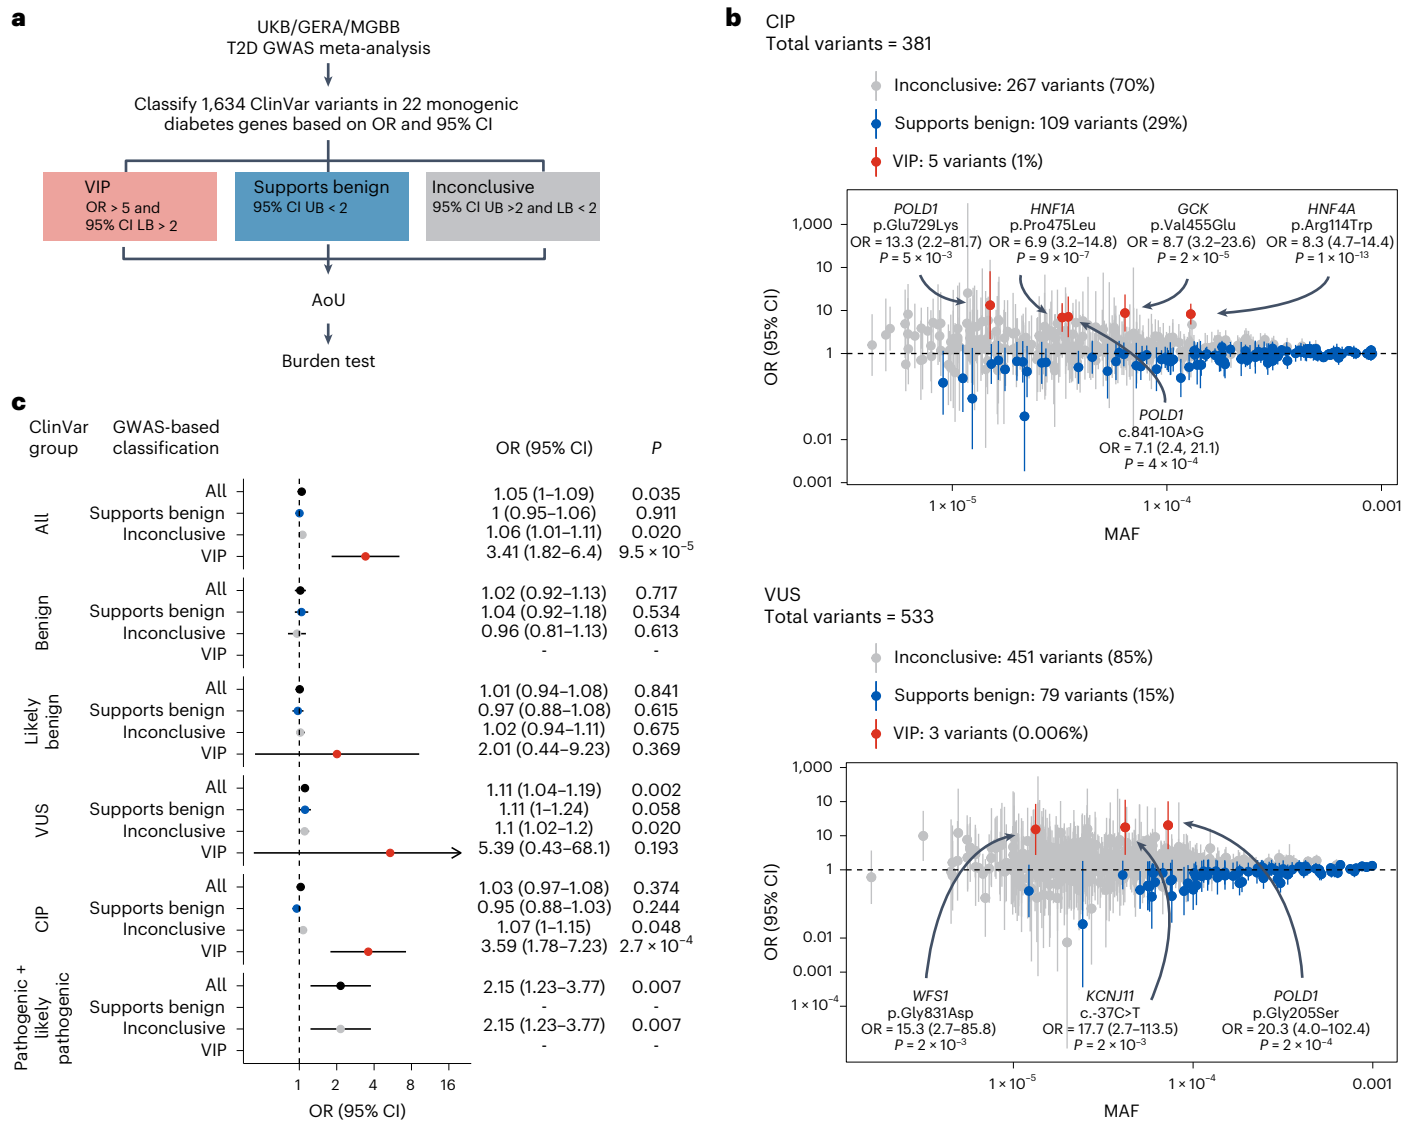 a
UKB/GERA/MGBB
T2D GWAS meta-analysis
Classify 1,634 ClinVar variants in 22 monogenic
diabetes genes based on OR and 95% CI
VIP
OR > 5 and
95% CI LB > 2
Supports benign
95% CI UB < 2
Inconclusive
95% CI UB >2 and LB < 2
AoU
Burden test
b
CIP
Total variants = 381
Inconclusive: 267 variants (70%)
Supports benign: 109 variants (29%)
VIP: 5 variants (1%)
OR (95% CI)
1,000
10
10
1
0.01
0.001
POLD1
p.Glu729Lys
OR = 13.3 (2.2–81.7)
P = 5 × 10⁻³
HNF1A
p.Pro475Leu
OR = 6.9 (3.2–14.8)
P = 9 × 10⁻⁷
GCK
p.Val455Glu
OR = 8.7 (3.2–23.6)
P = 2 × 10⁻⁵
HNF4A
p.Arg114Trp
OR = 8.3 (4.7–14.4)
P = 1 × 10⁻¹³
POLD1
c.841-10A>G
OR = 7.1 (2.4, 21.1)
P = 4 × 10⁻⁴
1 × 10⁻⁵
1 × 10⁻⁴
0.001
MAF
VUS
Total variants = 533
Inconclusive: 451 variants (85%)
Supports benign: 79 variants (15%)
VIP: 3 variants (0.006%)
OR (95% CI)
1,000
10
10
1
0.01
0.001
1 × 10⁻⁴
WFS1
p.Gly831Asp
OR = 15.3 (2.7–85.8)
P = 2 × 10⁻³
KCNJ11
c.-37C>T
OR = 17.7 (2.7–113.5)
P = 2 × 10⁻³
POLD1
p.Gly205Ser
OR = 20.3 (4.0–102.4)
P = 2 × 10⁻⁴
1 × 10⁻⁵
1 × 10⁻⁴
0.001
MAF
c
ClinVar
group
GWAS-based
classification
OR (95% CI)
P
All
All 1.05 (1–1.09) 0.035
Supports benign 1 (0.95–1.06) 0.911
Inconclusive 1.06 (1.01–1.11) 0.020
VIP 3.41 (1.82–6.4) 9.5 × 10⁻⁵
Benign
All 1.02 (0.92–1.13) 0.717
Supports benign 1.04 (0.92–1.18) 0.534
Inconclusive 0.96 (0.81–1.13) 0.613
VIP - -
Likely
benign
All 1.01 (0.94–1.08) 0.841
Supports benign 0.97 (0.88–1.08) 0.615
Inconclusive 1.02 (0.94–1.11) 0.675
VIP 2.01 (0.44–9.23) 0.369
VUS
All 1.11 (1.04–1.19) 0.002
Supports benign 1.11 (1–1.24) 0.058
Inconclusive 1.1 (1.02–1.2) 0.020
VIP 5.39 (0.43–68.1) 0.193
CIP
All 1.03 (0.97–1.08) 0.374
Supports benign 0.95 (0.88–1.03) 0.244
Inconclusive 1.07 (1–1.15) 0.048
VIP 3.59 (1.78–7.23) 2.7 × 10⁻⁴
Pathogenic +
likely
pathogenic
All 2.15 (1.23–3.77) 0.007
Supports benign - -
Inconclusive 2.15 (1.23–3.77) 0.007
VIP - -
1 2 4 8 16
OR (95% CI)